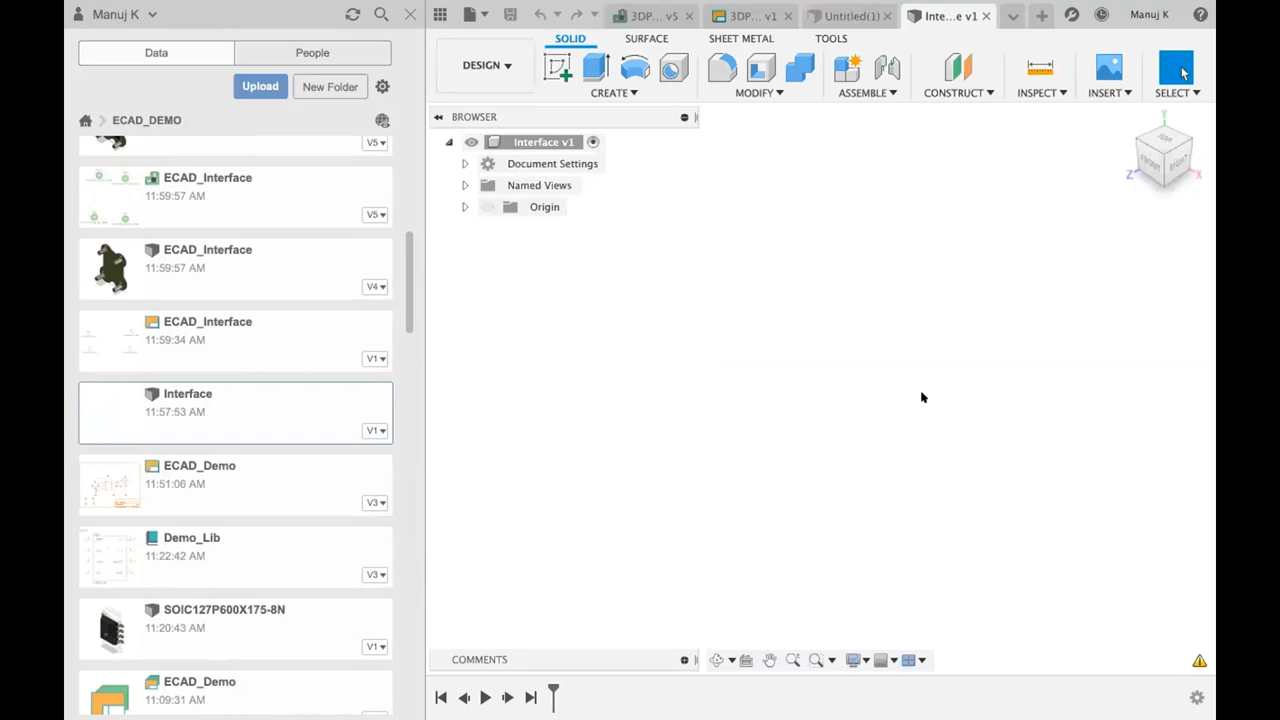 Manuj K
3DP... v5
3DP... v1
Untitled(1)
Inte...e v1
Manuj K
Data
People
SOLID
SURFACE
SHEET METAL
TOOLS
DESIGN
Upload
New Folder
CREATE
MODIFY
ASSEMBLE
CONSTRUCT
INSPECT
INSERT
SELECT
ECAD_DEMO
BROWSER
V5
Interface v1
Document Settings
Named Views
Origin
TOP
FRONT
RIGHT
Y
Z
X
ECAD_Interface
11:59:57 AM
V5
ECAD_Interface
11:59:57 AM
V4
ECAD_Interface
11:59:34 AM
V1
Interface
11:57:53 AM
V1
ECAD_Demo
11:51:06 AM
V3
Demo_Lib
11:22:42 AM
V3
SOIC127P600X175-8N
11:20:43 AM
V1
ECAD_Demo
11:09:31 AM
COMMENTS